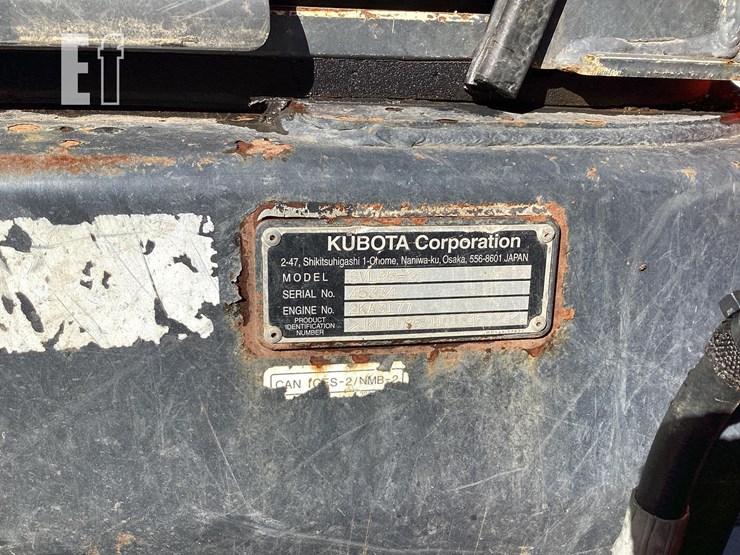 E1
KUBOTA Corporation
2-47, Shikitsuhigashi 1-Chome, Naniwa-ku, Osaka, 556-8601 JAPAN
MODEL
SERIAL No.
ENGINE No.
PRODUCT
IDENTIFICATION
NUMBER
CAN ICES-2/NMB-2